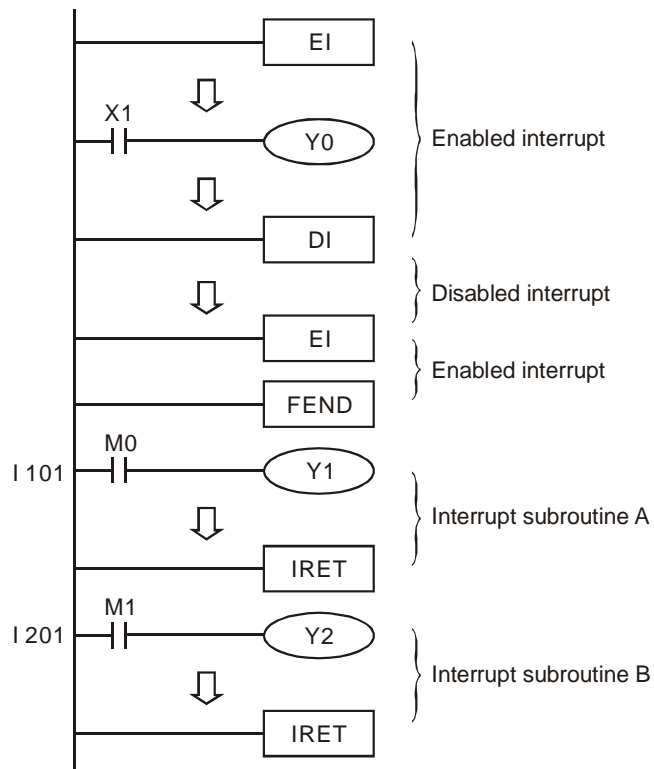 EI
X1
Y0
Enabled interrupt
DI
Disabled interrupt
EI
Enabled interrupt
FEND
M0
I 101
Y1
Interrupt subroutine A
IRET
M1
I 201
Y2
Interrupt subroutine B
IRET